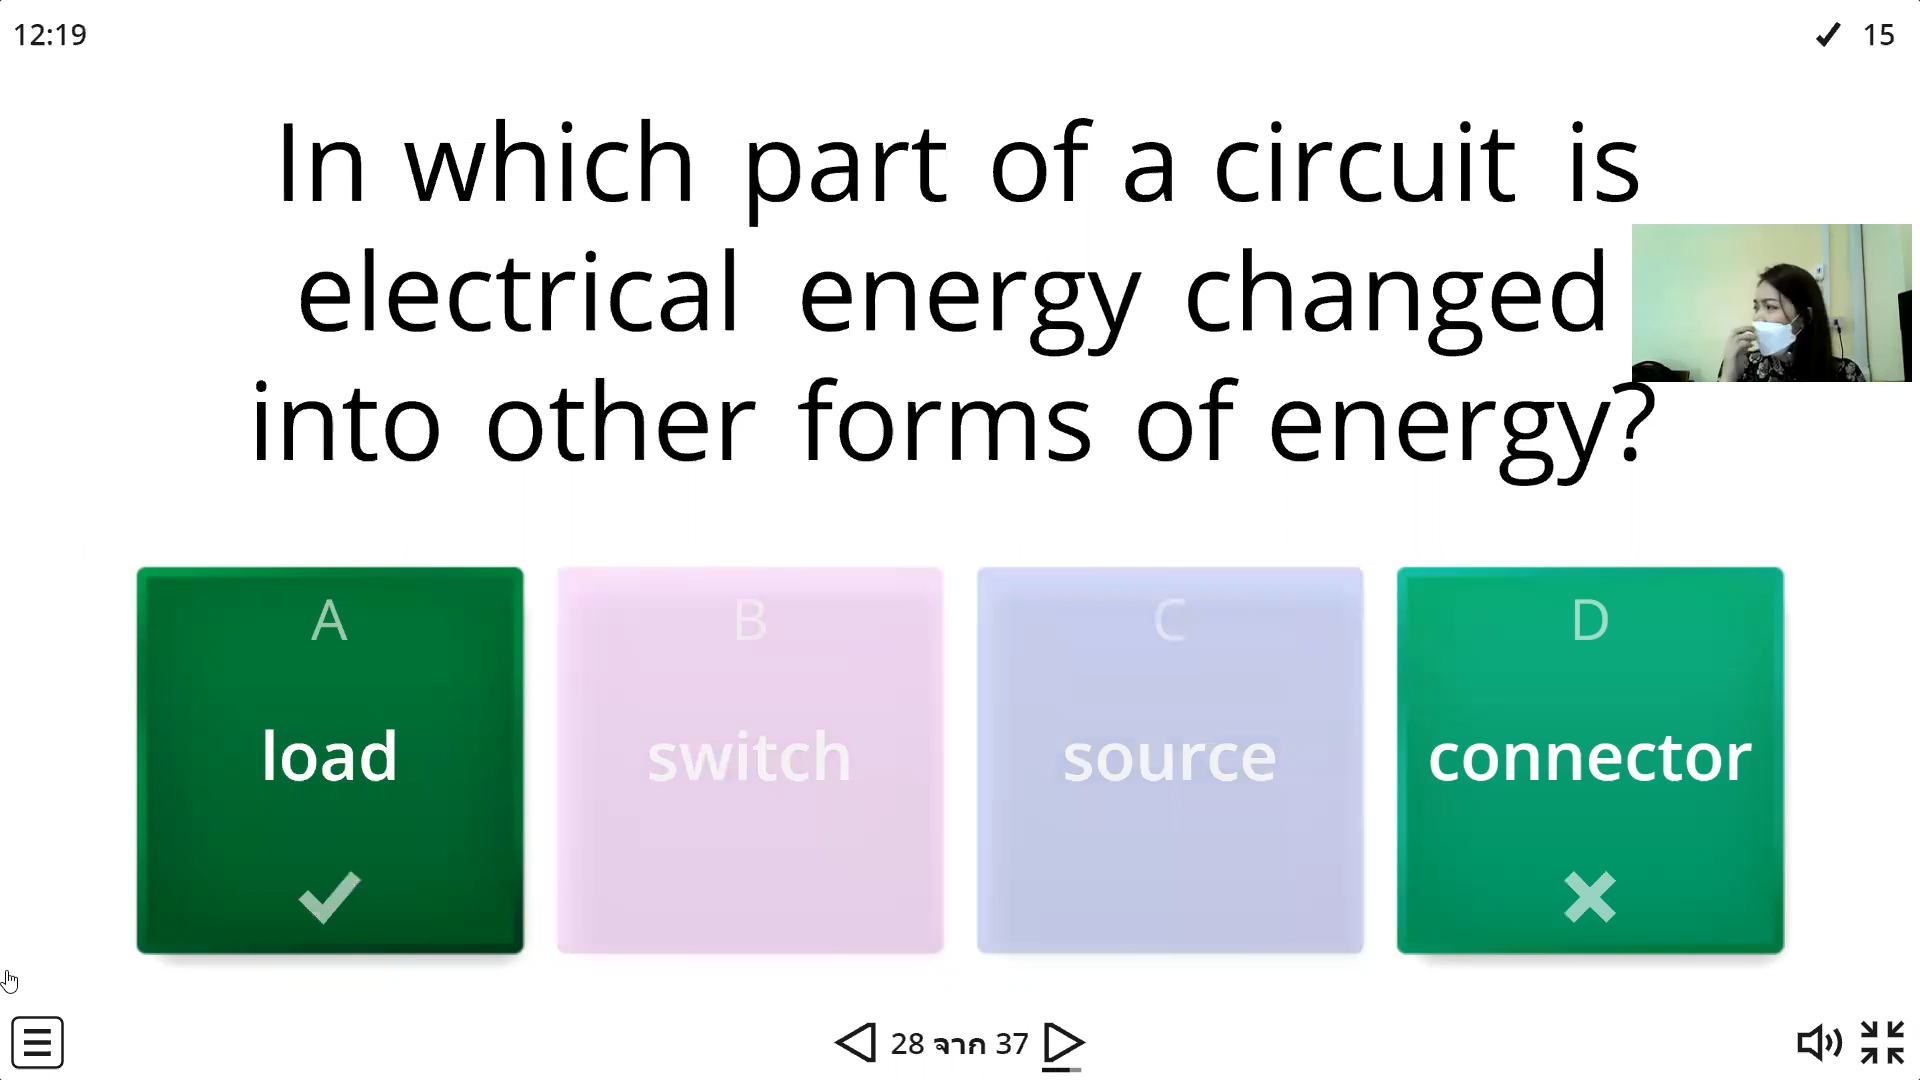 12:19
15
In which part of a circuit is
electrical energy changed
into other forms of energy?
A
load
B
switch
C
source
D
connector
28 จาก 37